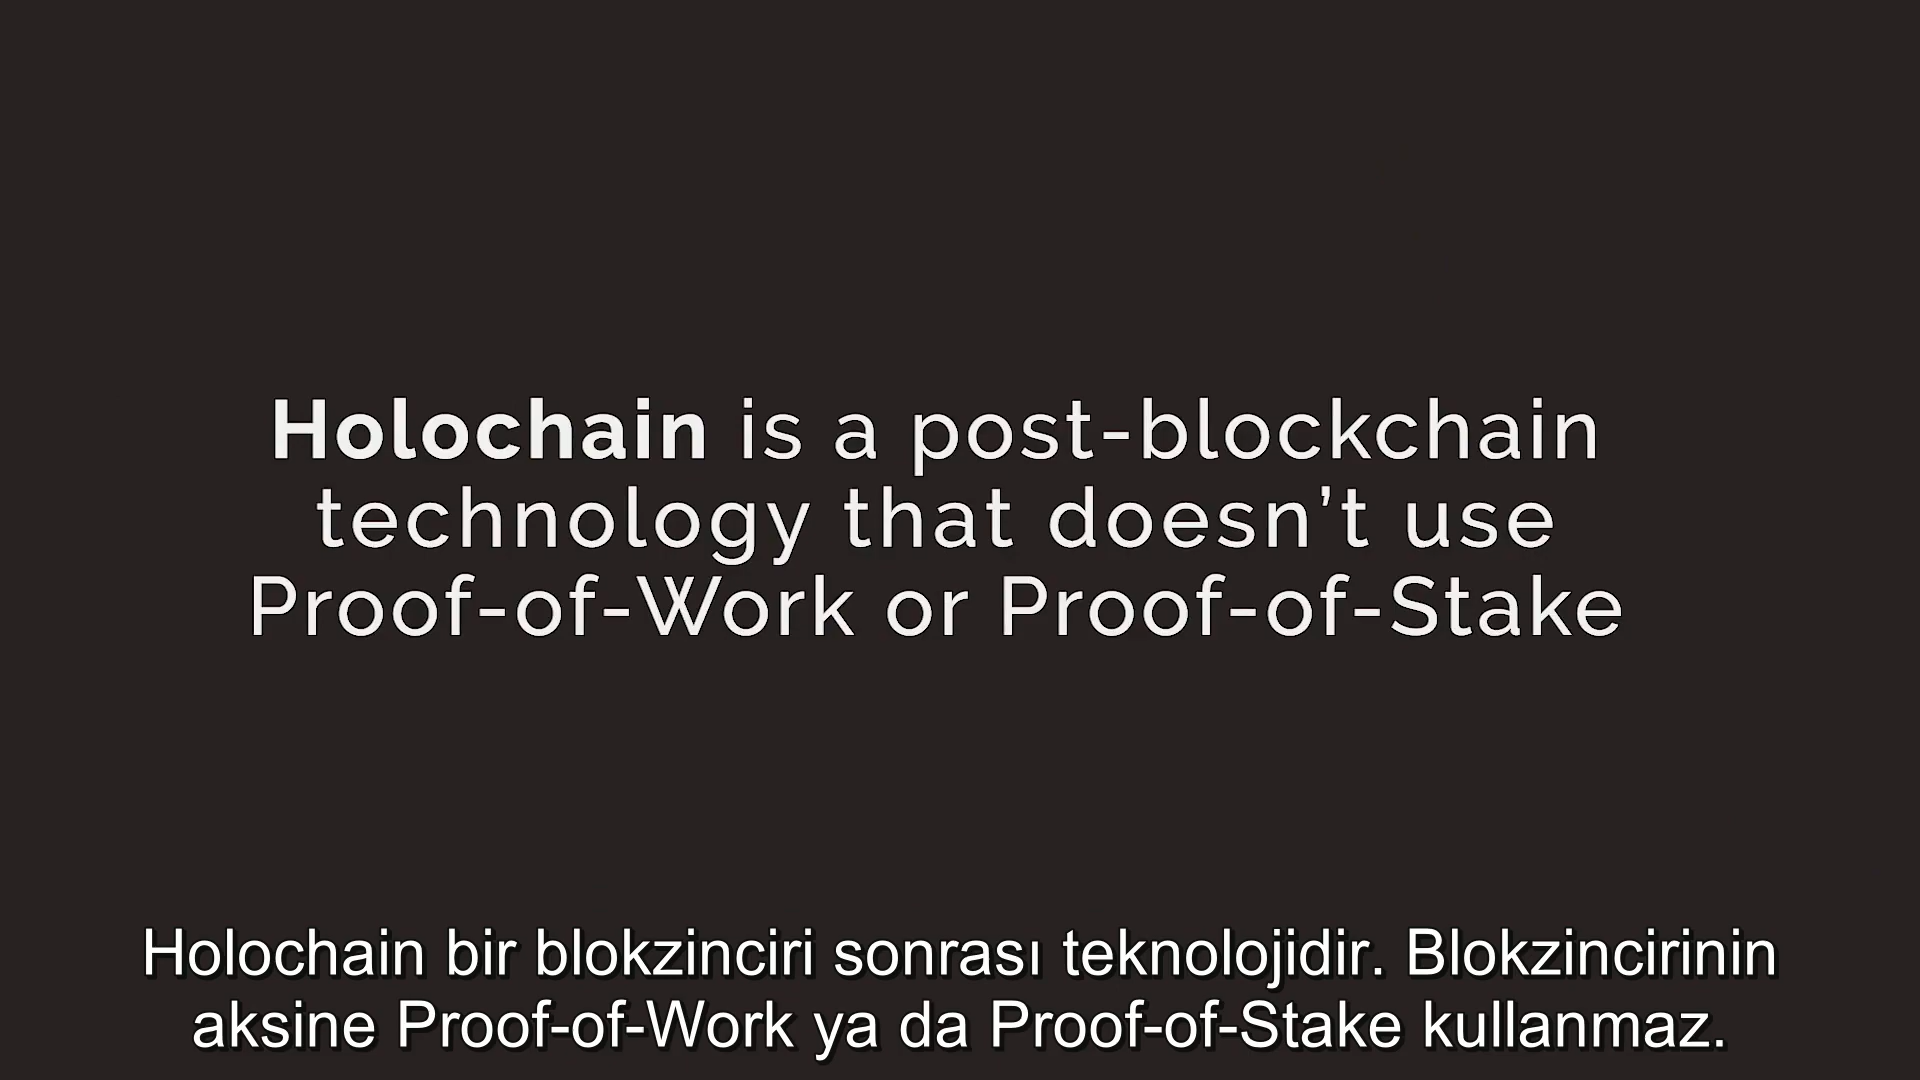 Holochain is a post-blockchain
technology that doesn’t use
Proof-of-Work or Proof-of-Stake
Holochain bir blokzinciri sonrası teknolojidir. Blokzincirinin
aksine Proof-of-Work ya da Proof-of-Stake kullanmaz.